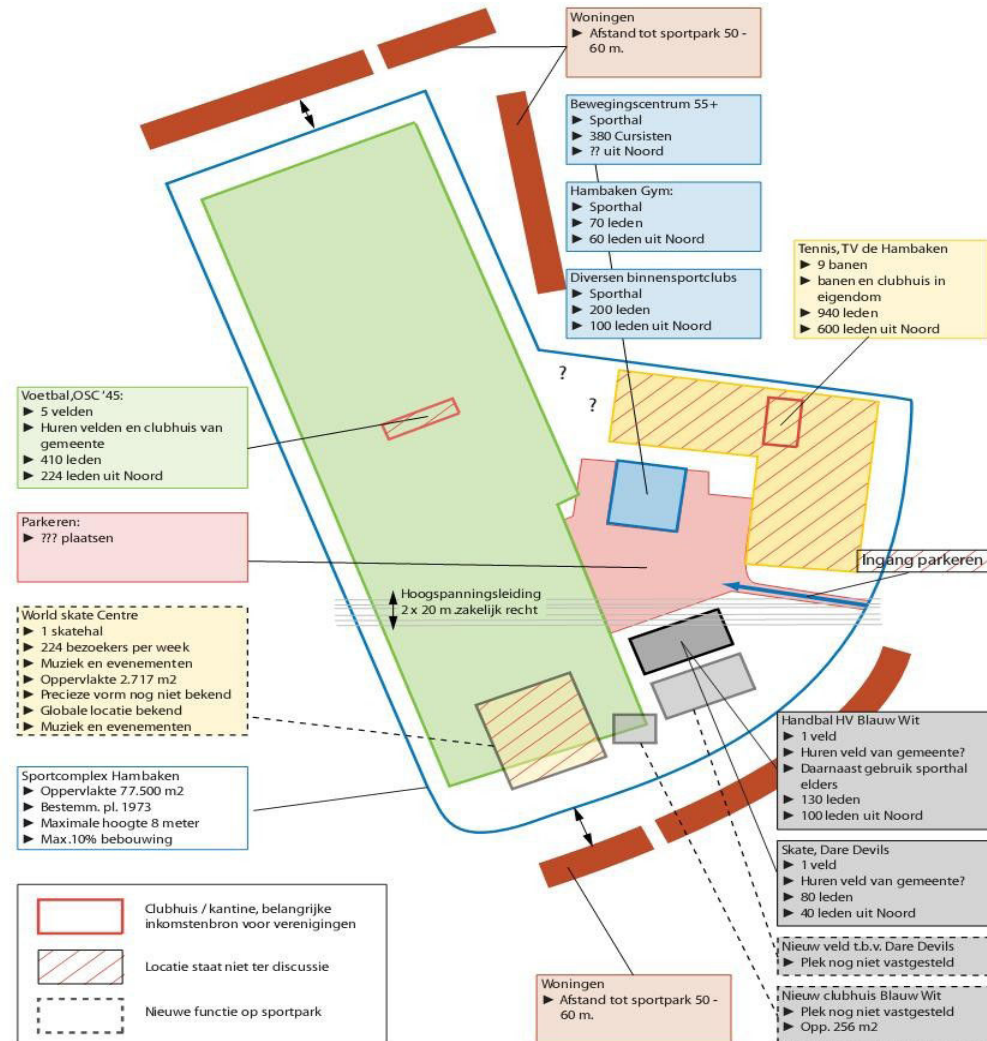 Woningen
► Afstand tot sportpark 50 -
60 m.
Bewegingscentrum 55+
► Sporthal
► 380 Cursisten
► ?? uit Noord
Hambaken Gym:
► Sporthal
► 70 leden
► 60 leden uit Noord
Diversen binnensportclubs
► Sporthal
► 200 leden
► 100 leden uit Noord
Tennis, TV de Hambaken
► 9 banen
► banen en clubhuis in
eigendom
► 940 leden
► 600 leden uit Noord
?
?
Voetbal,OSC '45:
► 5 velden
► Huren velden en clubhuis van
gemeente
► 410 leden
► 224 leden uit Noord
Parkeren:
► ??? plaatsen
Ingang parkeren
Hoogspanningsleiding
2 x 20 m.zakelijk recht
World skate Centre
► 1 skatehal
► 224 bezoekers per week
► Muziek en evenementen
► Oppervlakte 2.717 m2
► Precieze vorm nog niet bekend
► Globale locatie bekend
► Muziek en evenementen
Sportcomplex Hambaken
► Oppervlakte 77.500 m2
► Bestemm. pl. 1973
► Maximale hoogte 8 meter
► Max.10% bebouwing
Handbal HV Blauw Wit
► 1 veld
► Huren veld van gemeente?
► Daarnaast gebruik sporthal
elders
► 130 leden
► 100 leden uit Noord
Skate, Dare Devils
► 1 veld
► Huren veld van gemeente?
► 80 leden
► 40 leden uit Noord
Nieuw veld t.b.v. Dare Devils
► Plek nog niet vastgesteld
Nieuw clubhuis Blauw Wit
► Plek nog niet vastgesteld
► Opp. 256 m2
Woningen
► Afstand tot sportpark 50 -
60 m.
Clubhuis / kantine, belangrijke
inkomstenbron voor verenigingen
Locatie staat niet ter discussie
Nieuwe functie op sportpark